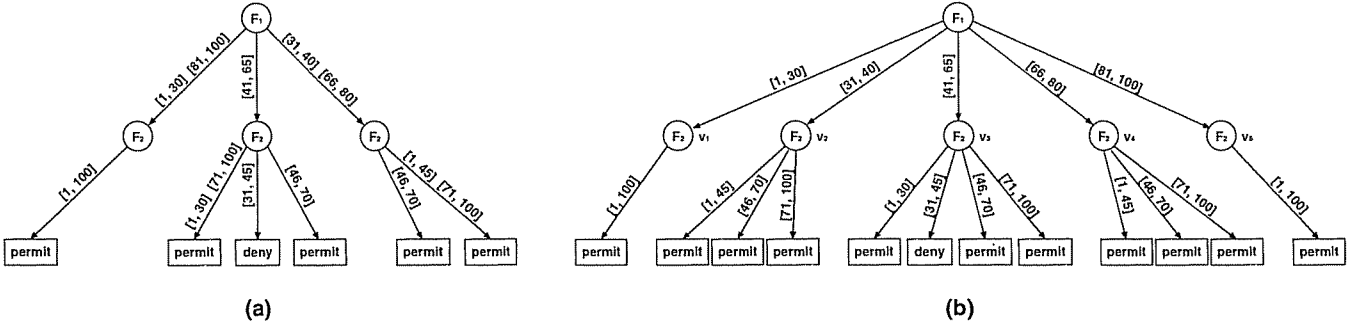 F₁
[1, 30] [81, 100]
[41, 65]
[31, 40] [66, 80]
F₂
F₂
F₂
[1, 100]
[1, 30] [71, 100]
[31, 45]
[46, 70]
[46, 70]
[1, 45] [71, 100]
permit
permit
deny
permit
permit
permit
(a)
F₁
[1, 30]
[31, 40]
[41, 65]
[66, 80]
[81, 100]
F₂ v₁
F₂ v₂
F₂ v₃
F₂ v₄
F₂ v₅
[1, 100]
[1, 45]
[46, 70]
[71, 100]
[1, 30]
[31, 45]
[46, 70]
[71, 100]
[1, 45]
[46, 70]
[71, 100]
[1, 100]
permit
permit
permit
permit
permit
deny
permit
permit
permit
permit
permit
permit
(b)